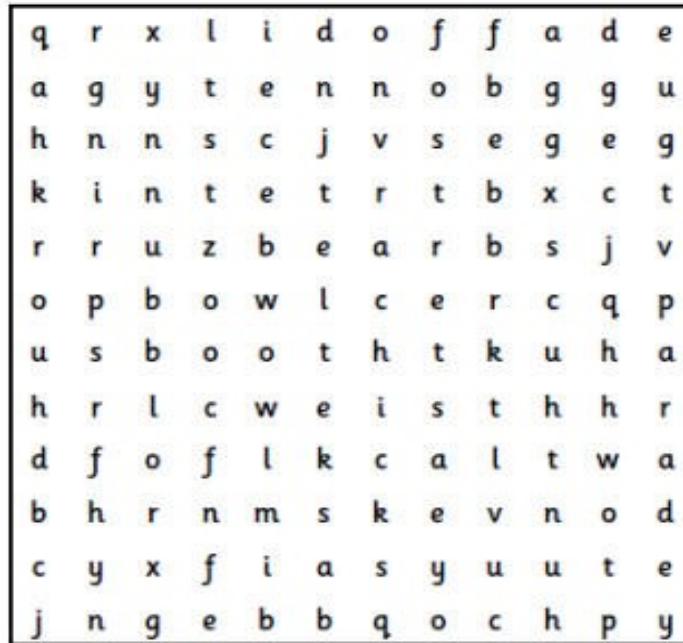 q r x l i d o f f a d e
a g y t e n n o b g g u
h n n s c j v s e g e g
k i n t e t r t b x c t
r r u z b e a r b s j v
o p b o w l c e r c q p
u s b o o t h t k u h a
h r l c w e i s t h h r
d f o f l k c a l t w a
b h r n m s k e v n o d
c y x f i a s y u u t e
j n g e b b q o c h p y